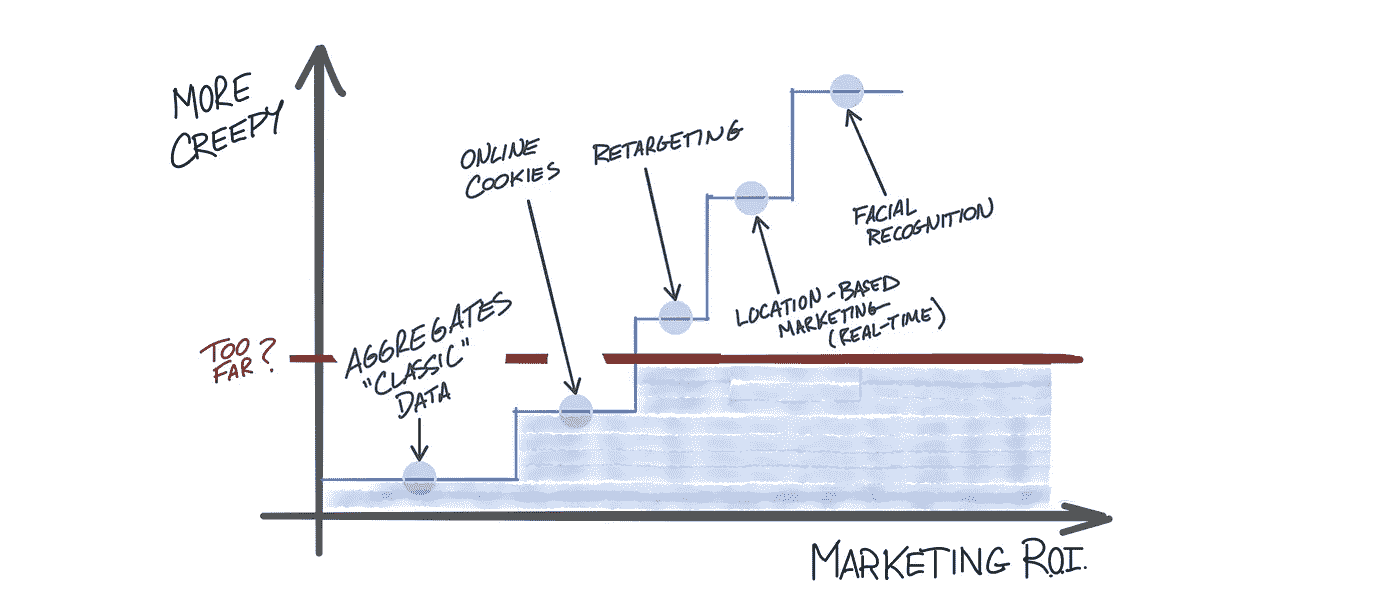 MORE
CREEPY
ONLINE
COOKIES
RETARGETING
FACIAL
RECOGNITION
LOCATION-BASED
MARKETING
(REAL-TIME)
TOO
FAR?
AGGREGATES
"CLASSIC"
DATA
MARKETING R.O.I.